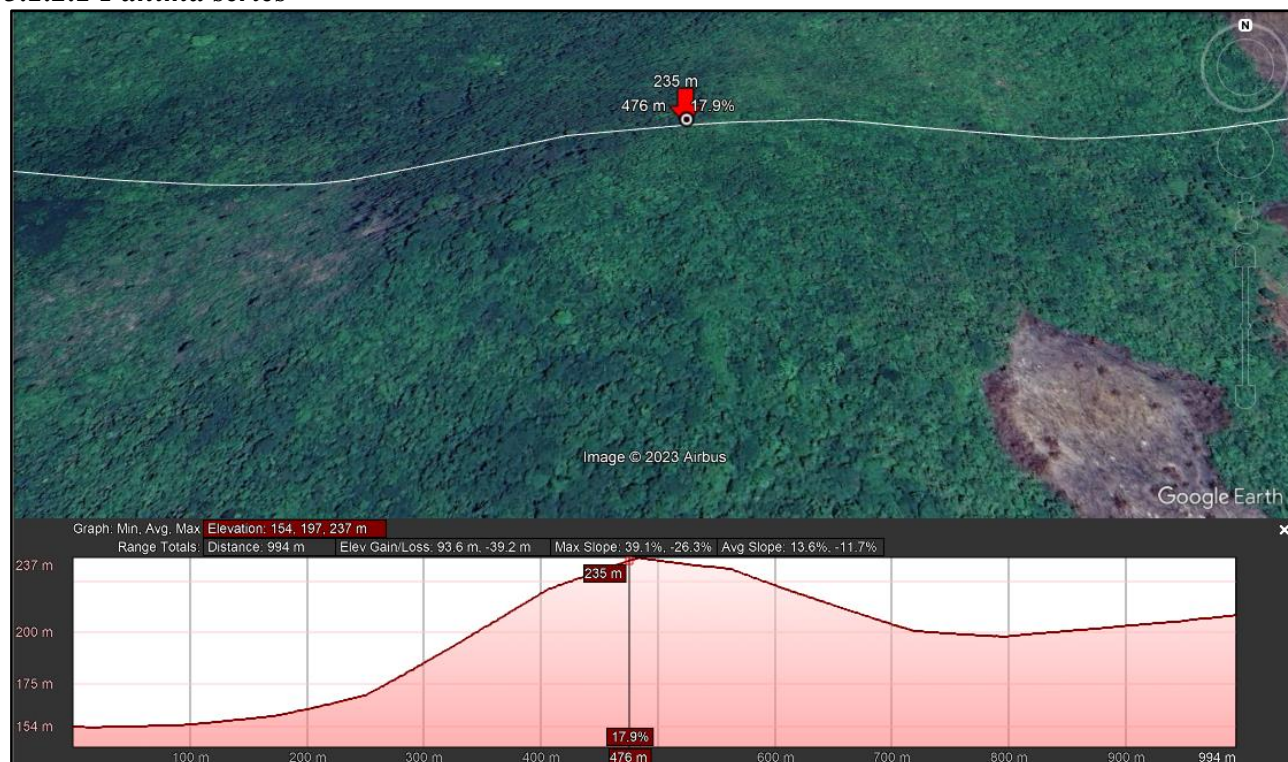 N
235 m
476 m 17.9%
Image © 2023 Airbus
Google Earth
Graph: Min, Avg, Max Elevation: 154, 197, 237 m
Range Totals: Distance: 994 m Elev Gain/Loss: 93.6 m, -39.2 m Max Slope: 39.1%, -26.3% Avg Slope: 13.6%, -11.7%
237 m
235 m
200 m
175 m
154 m
17.9%
100 m 200 m 300 m 400 m 476 m 600 m 700 m 800 m 900 m 994 m